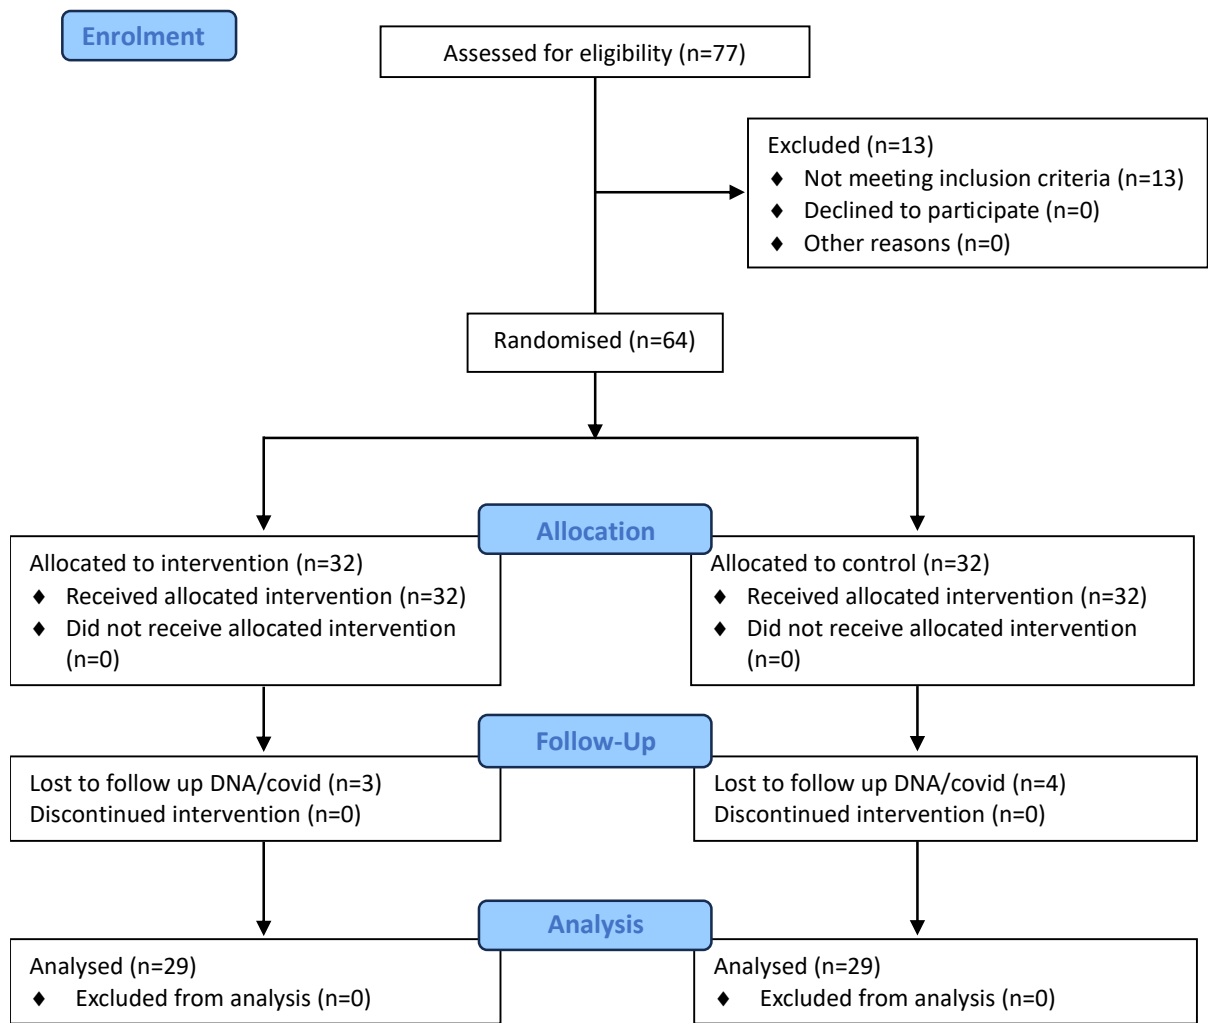 Enrolment
Assessed for eligibility (n=77)
Excluded (n=13)
♦ Not meeting inclusion criteria (n=13)
♦ Declined to participate (n=0)
♦ Other reasons (n=0)
Randomised (n=64)
Allocation
Allocated to intervention (n=32)
♦ Received allocated intervention (n=32)
♦ Did not receive allocated intervention
(n=0)
Allocated to control (n=32)
♦ Received allocated intervention (n=32)
♦ Did not receive allocated intervention
(n=0)
Follow-Up
Lost to follow up DNA/covid (n=3)
Discontinued intervention (n=0)
Lost to follow up DNA/covid (n=4)
Discontinued intervention (n=0)
Analysis
Analysed (n=29)
♦ Excluded from analysis (n=0)
Analysed (n=29)
♦ Excluded from analysis (n=0)